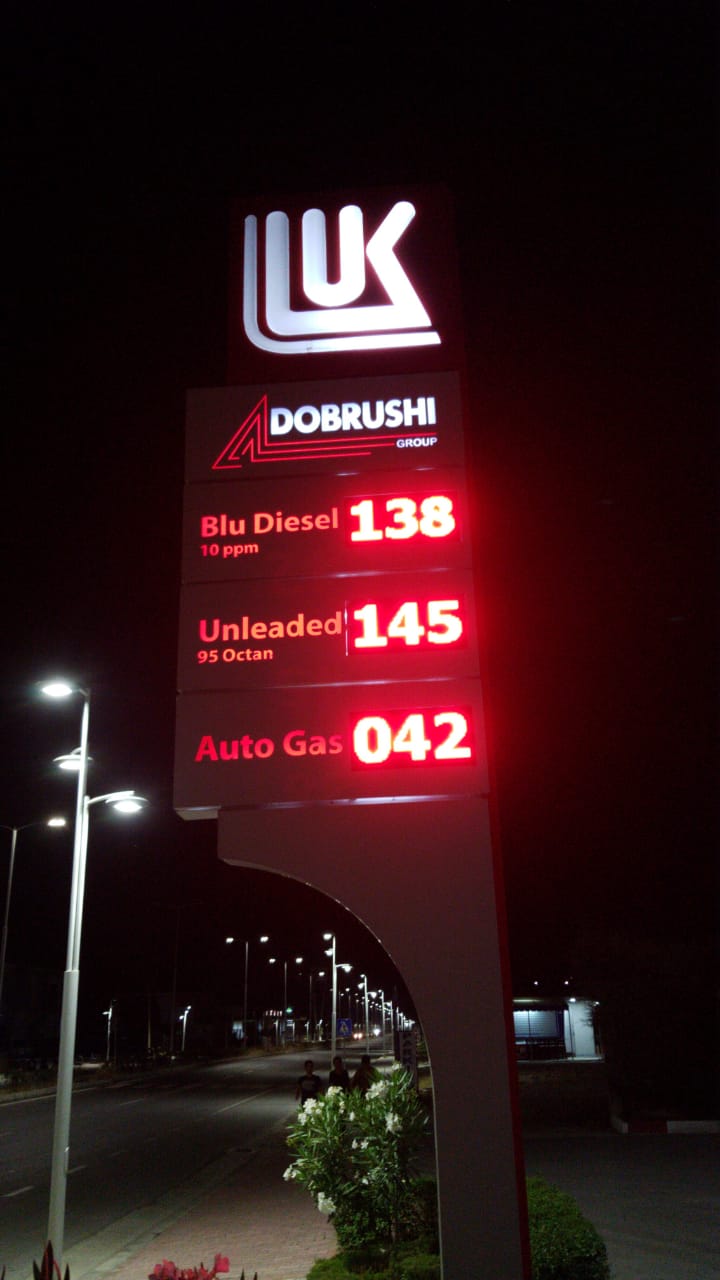 LUK
DOBRUSHI
GROUP
Blu Diesel 138
10 ppm
Unleaded 145
95 Octan
Auto Gas 042